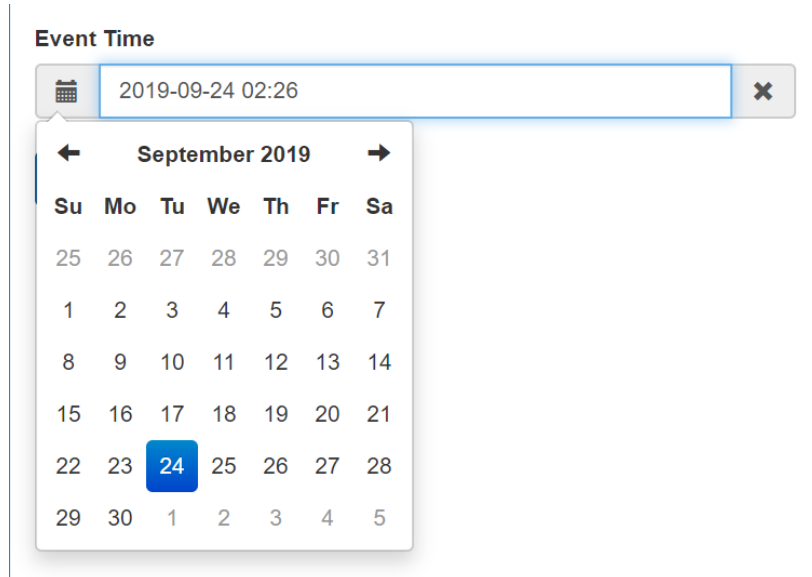 Event Time
2019-09-24 02:26
September 2019
Su Mo Tu We Th Fr Sa
25 26 27 28 29 30 31
1 2 3 4 5 6 7
8 9 10 11 12 13 14
15 16 17 18 19 20 21
22 23 24 25 26 27 28
29 30 1 2 3 4 5